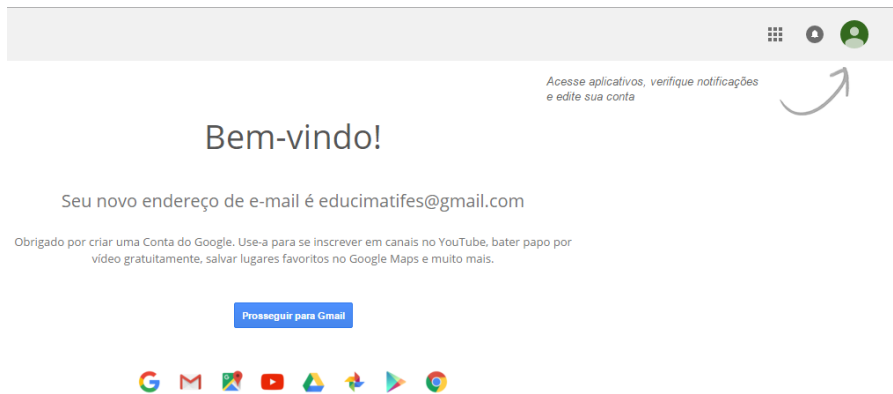 Acesse aplicativos, verifique notificações
e edite sua conta
Bem-vindo!
Seu novo endereço de e-mail é educimatifes@gmail.com
Obrigado por criar uma Conta do Google. Use-a para se inscrever em canais no YouTube, bater papo por
vídeo gratuitamente, salvar lugares favoritos no Google Maps e muito mais.
Prosseguir para Gmail